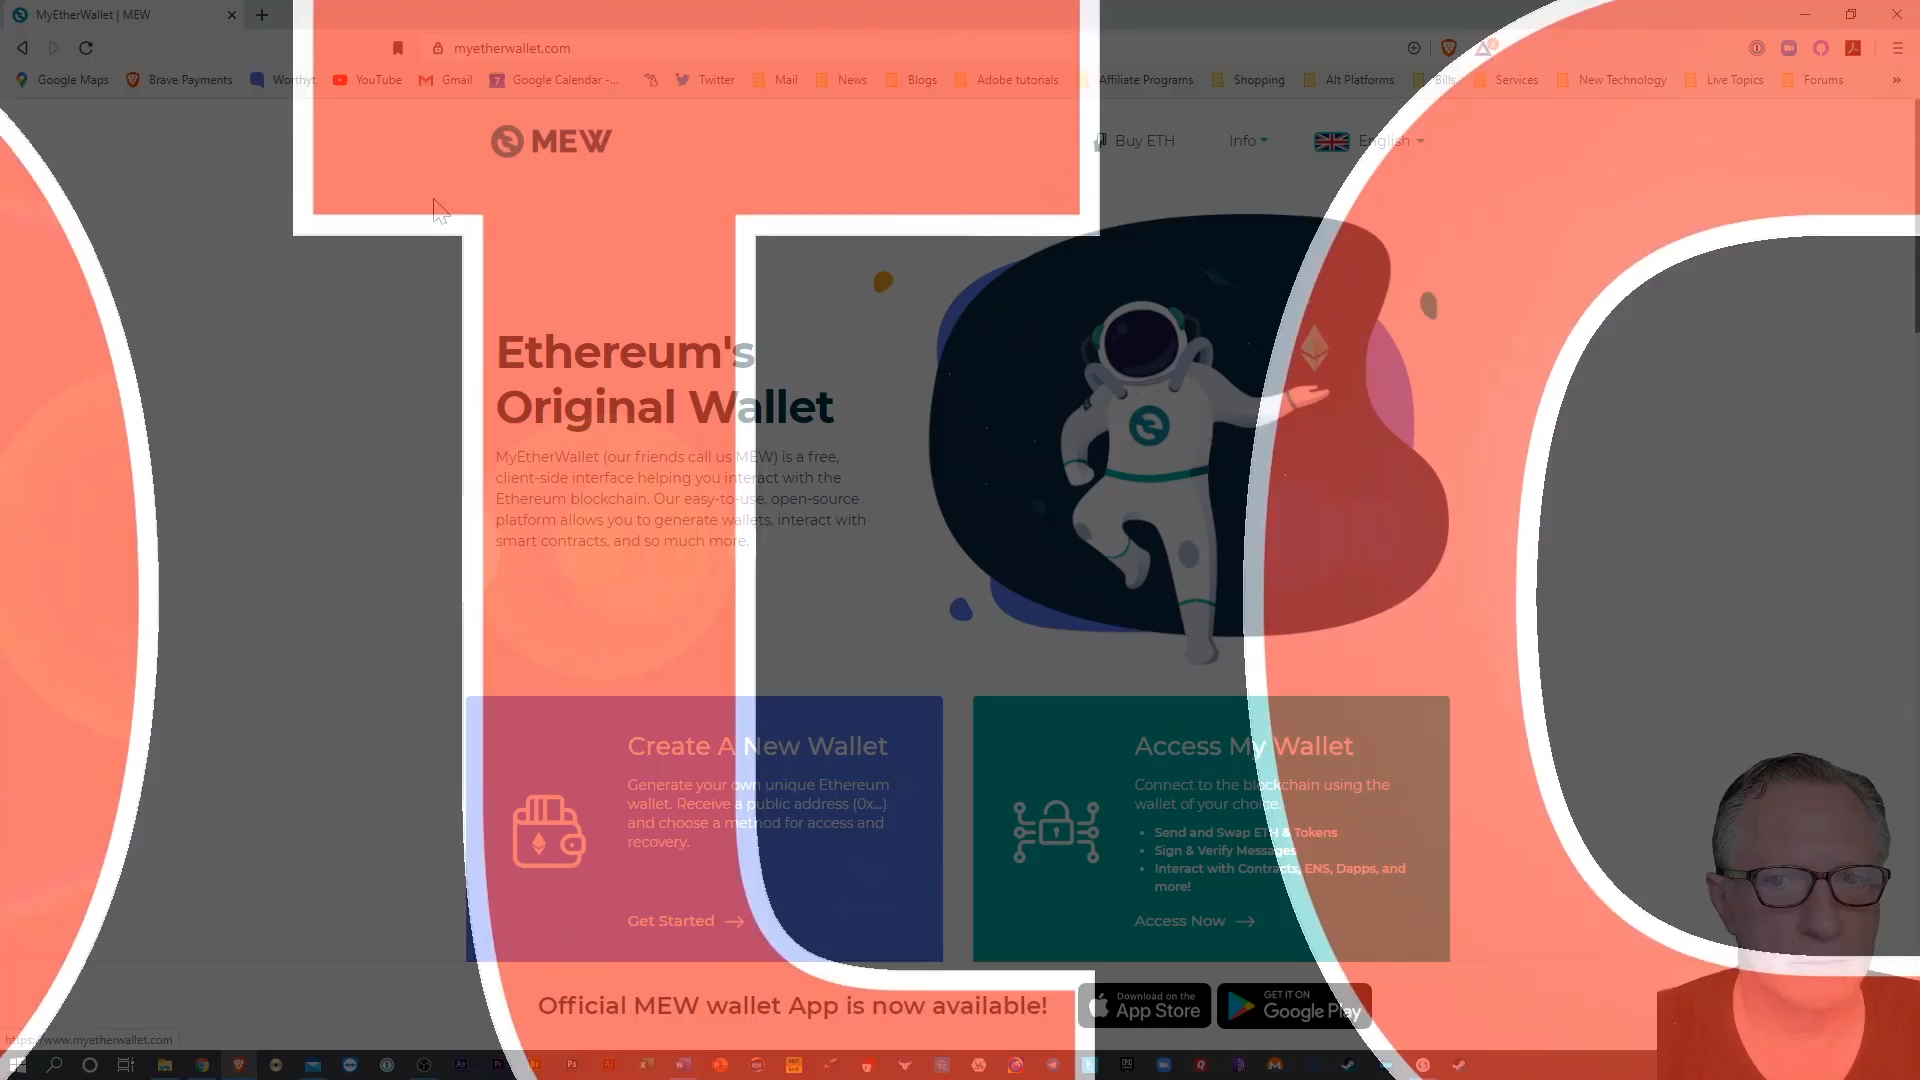 MyEtherWallet | MEW
myetherwallet.com
Google Maps
Brave Payments
Worthyt
YouTube
Gmail
Google Calendar -...
Twitter
Mail
News
Blogs
Adobe tutorials
Affiliate Programs
Shopping
Alt Platforms
Bills
Services
New Technology
Live Topics
Forums
MEW
Buy ETH
Info
English
Ethereum's
Original Wallet
MyEtherWallet (our friends call us MEW) is a free,
client-side interface helping you interact with the
Ethereum blockchain. Our easy-to-use, open-source
platform allows you to generate wallets, interact with
smart contracts, and so much more.
Create A New Wallet
Generate your own unique Ethereum
wallet. Receive a public address (0x...)
and choose a method for access and
recovery.
Get Started
Access My Wallet
Connect to the blockchain using the
wallet of your choice.
• Send and Swap ETH & Tokens
• Sign & Verify Messages
• Interact with Contracts, ENS, Dapps, and
more!
Access Now
Official MEW wallet App is now available!
Download on the
App Store
GET IT ON
Google Play
https://www.myetherwallet.com